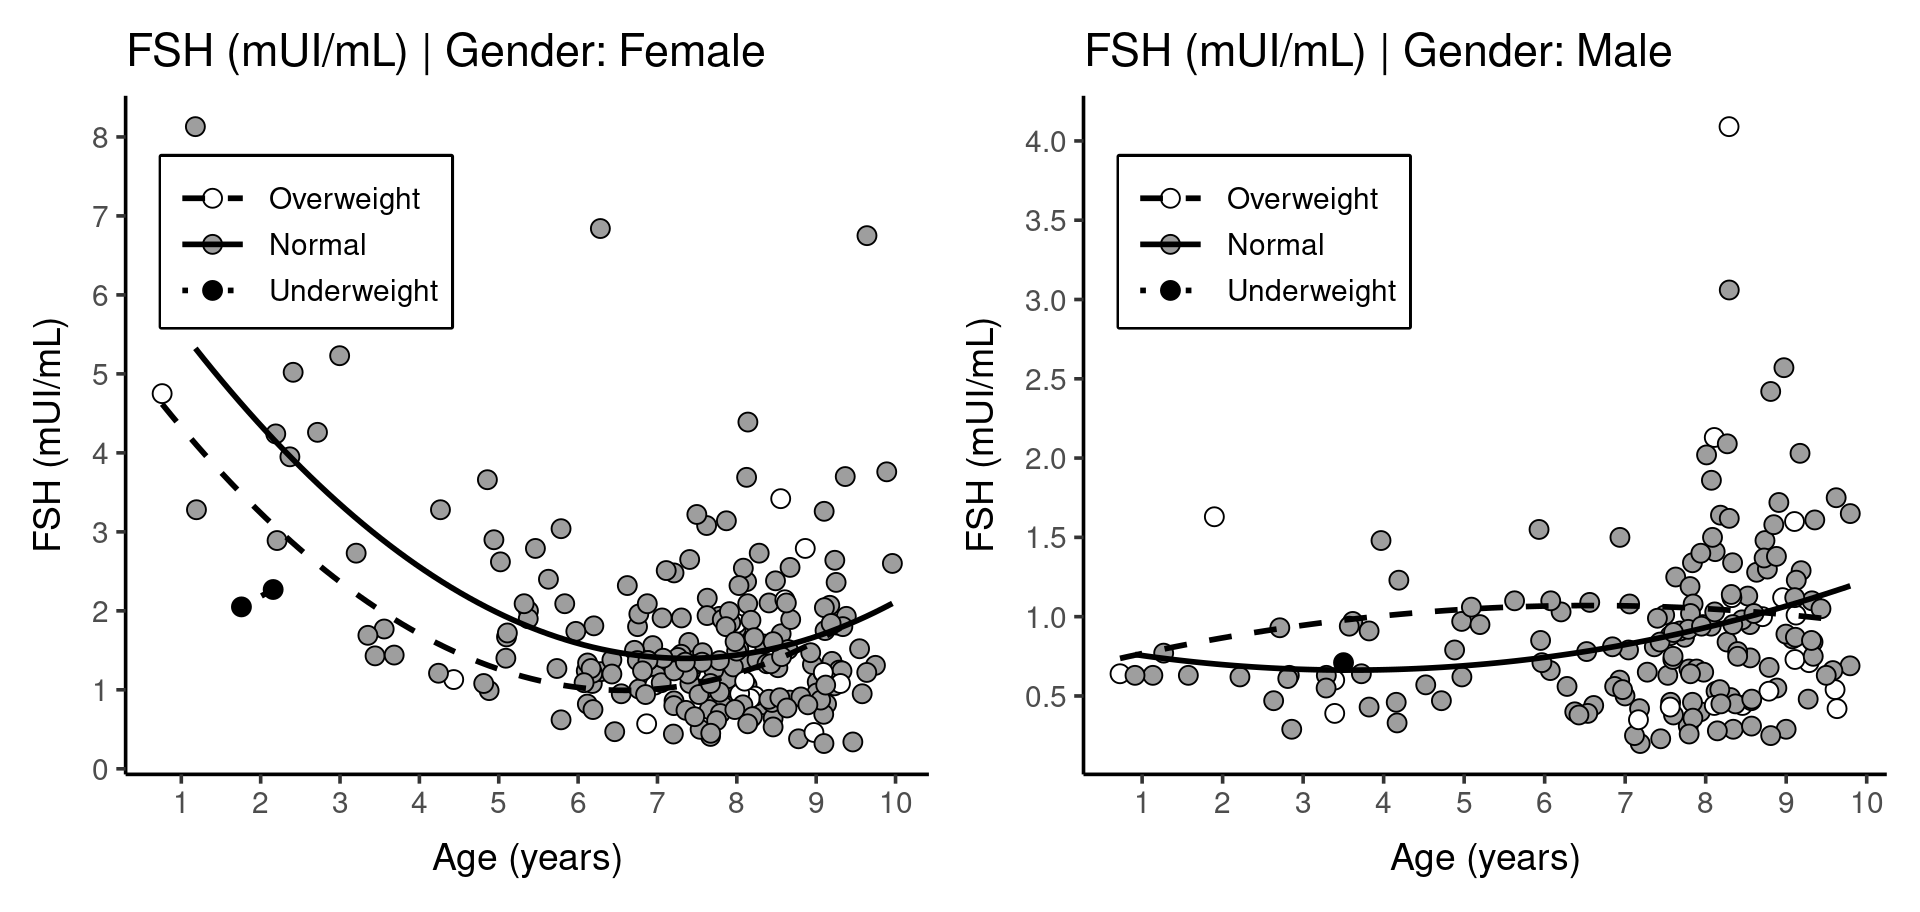 FSH (mUI/mL) | Gender: Female
FSH (mUI/mL)
8
7
6
5
4
3
2
1
0
Overweight
Normal
Underweight
1 2 3 4 5 6 7 8 9 10
Age (years)
FSH (mUI/mL) | Gender: Male
FSH (mUI/mL)
4.0
3.5
3.0
2.5
2.0
1.5
1.0
0.5
Overweight
Normal
Underweight
1 2 3 4 5 6 7 8 9 10
Age (years)